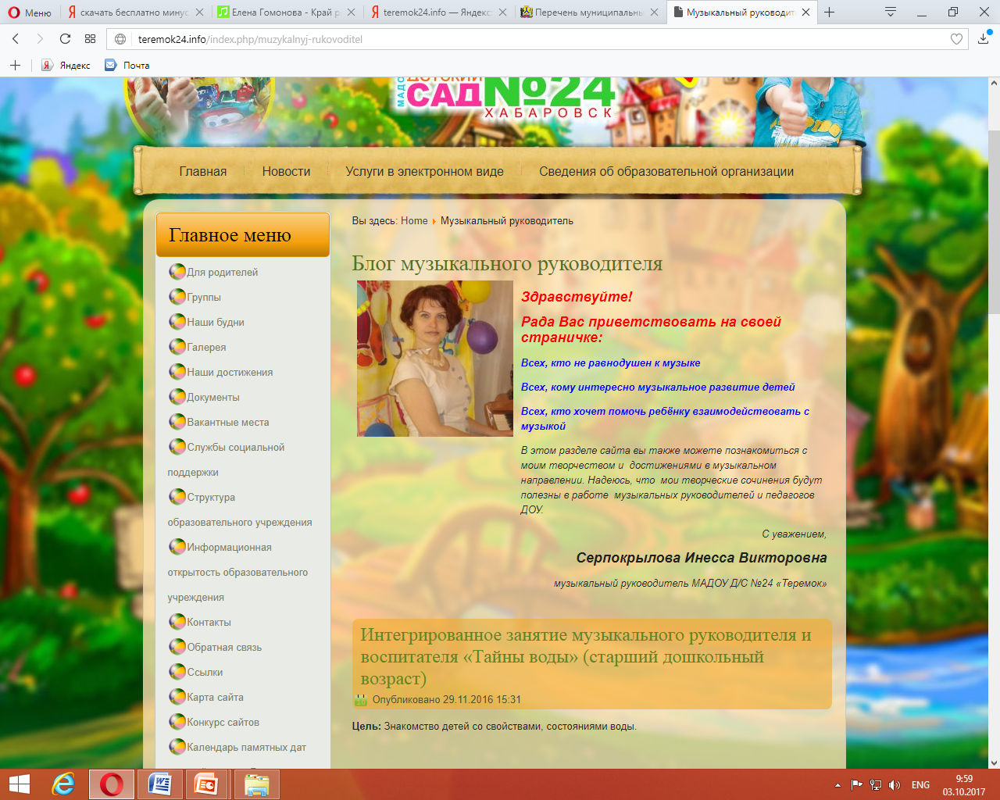 Меню
скачать бесплатно минус
Елена Гомонова - Край р
teremok24.info — Яндекс
Перечень муниципальны
Музыкальный руководит
teremok24.info/index.php/muzykalnyj-rukovoditel
Яндекс
Почта
МАДО
ДЕТСКИЙ
САД №24
ХАБАРОВСК
Главная
Новости
Услуги в электронном виде
Сведения об образовательной организации
Главное меню
Для родителей
Группы
Наши будни
Галерея
Наши достижения
Документы
Вакантные места
Службы социальной
поддержки
Структура
образовательного учреждения
Информационная
открытость образовательного
учреждения
Контакты
Обратная связь
Ссылки
Карта сайта
Конкурс сайтов
Календарь памятных дат
Вы здесь: Home Музыкальный руководитель
Блог музыкального руководителя
Здравствуйте!
Рада Вас приветствовать на своей
страничке:
Всех, кто не равнодушен к музыке
Всех, кому интересно музыкальное развитие детей
Всех, кто хочет помочь ребёнку взаимодействовать с
музыкой
В этом разделе сайта вы также можете познакомиться с
моим творчеством и достижениями в музыкальном
направлении. Надеюсь, что мои творческие сочинения будут
полезны в работе музыкальных руководителей и педагогов
ДОУ.
С уважением,
Серпокрылова Инесса Викторовна
музыкальный руководитель МАДОУ Д/С №24 «Теремок»
Интегрированное занятие музыкального руководителя и
воспитателя «Тайны воды» (старший дошкольный
возраст)
Опубликовано 29.11.2016 15:31
Цель: Знакомство детей со свойствами, состояниями воды.
ENG
9:59
03.10.2017